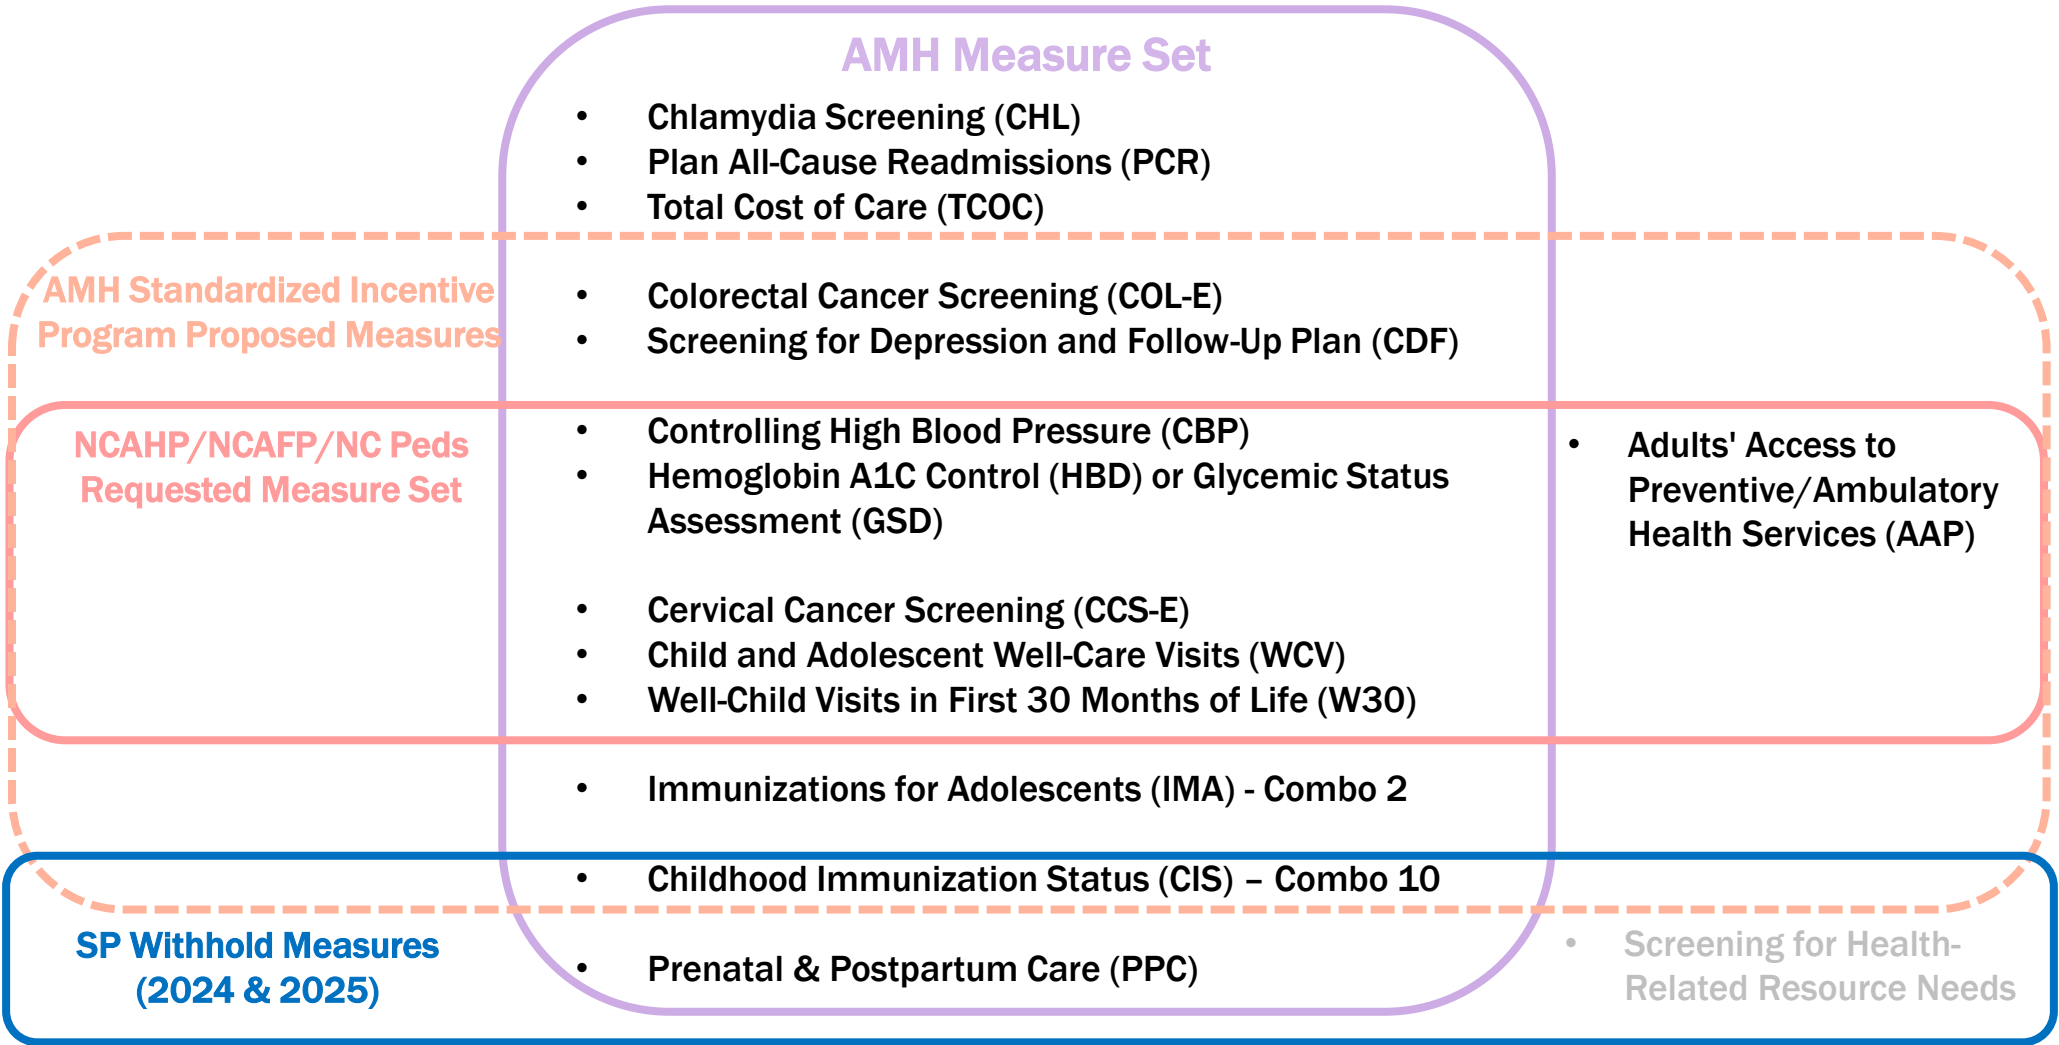 AMH Measure Set
• Chlamydia Screening (CHL)
• Plan All-Cause Readmissions (PCR)
• Total Cost of Care (TCOC)
AMH Standardized Incentive
Program Proposed Measures
• Colorectal Cancer Screening (COL-E)
• Screening for Depression and Follow-Up Plan (CDF)
NCAHP/NCAFP/NC Peds
Requested Measure Set
• Controlling High Blood Pressure (CBP)
• Hemoglobin A1C Control (HBD) or Glycemic Status
Assessment (GSD)
• Cervical Cancer Screening (CCS-E)
• Child and Adolescent Well-Care Visits (WCV)
• Well-Child Visits in First 30 Months of Life (W30)
• Adults' Access to
Preventive/Ambulatory
Health Services (AAP)
• Immunizations for Adolescents (IMA) - Combo 2
• Childhood Immunization Status (CIS) – Combo 10
SP Withhold Measures
(2024 & 2025)
• Prenatal & Postpartum Care (PPC)
• Screening for Health-
Related Resource Needs